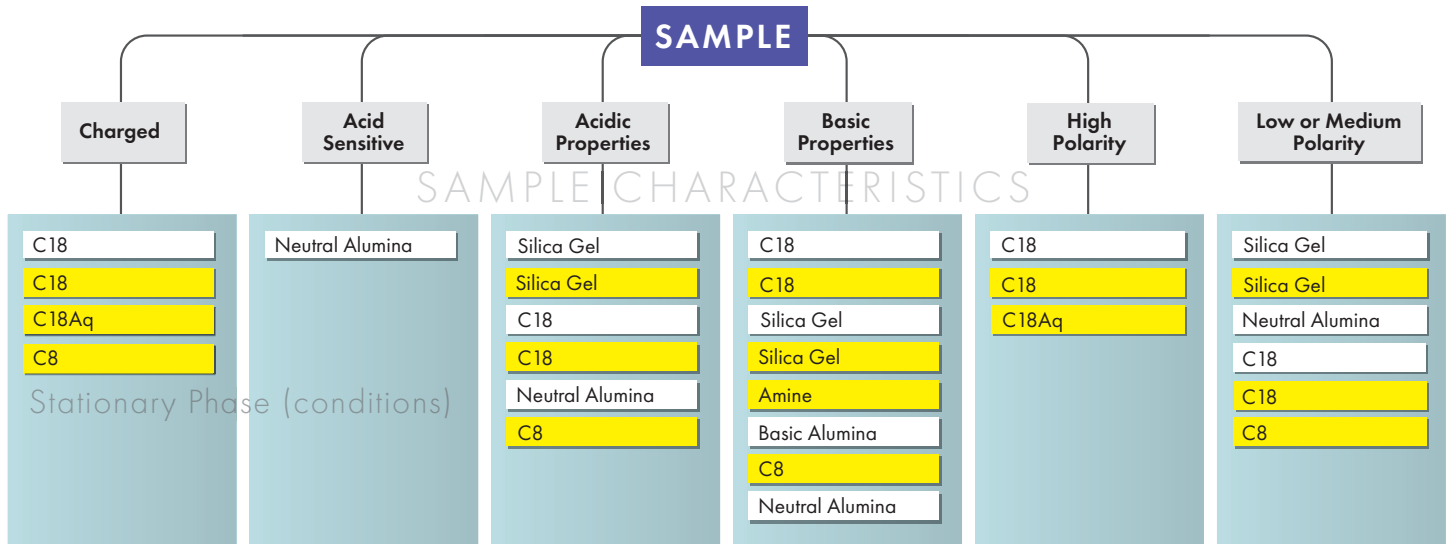 SAMPLE
Charged
Acid
Sensitive
Acidic
Properties
Basic
Properties
High
Polarity
Low or Medium
Polarity
SAMPLE CHARACTERISTICS
C18
C18
C18Aq
C8
Neutral Alumina
Silica Gel
Silica Gel
C18
C18
Neutral Alumina
C8
C18
C18
Silica Gel
Silica Gel
Amine
Basic Alumina
C8
Neutral Alumina
C18
C18
C18Aq
Silica Gel
Silica Gel
Neutral Alumina
C18
C18
C8
Stationary Phase (conditions)